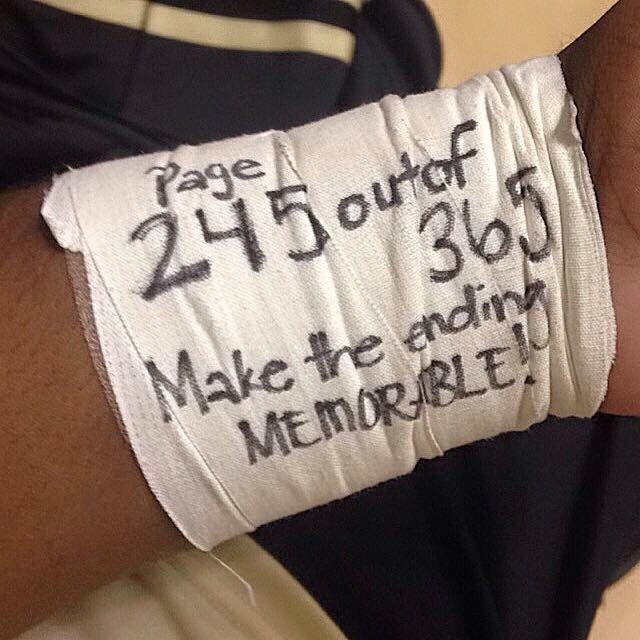 Page
245 out of 365
Make the ending
MEMORABLE!!